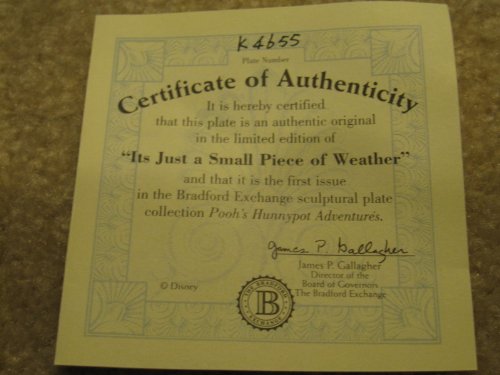 K4655
Plate Number
Certificate of Authenticity
It is hereby certified
that this plate is an authentic original
in the limited edition of
“Its Just a Small Piece of Weather”
and that it is the first issue
in the Bradford Exchange sculptural plate
collection Pooh's Hunnypot Adventures.
James P. Gallagher
James P. Gallagher
Director of the
Board of Governors
The Bradford Exchange
© Disney
THE BRADFORD
B
EXCHANGE